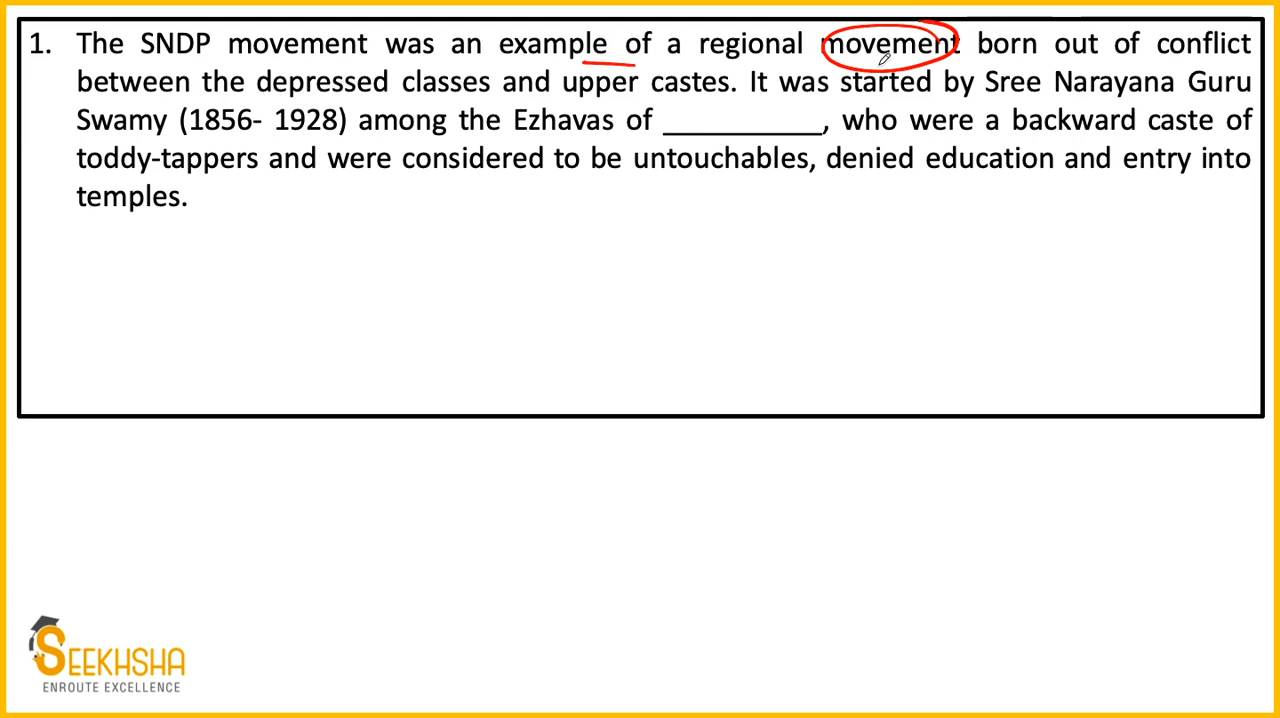 1. The SNDP movement was an example of a regional movement born out of conflict
between the depressed classes and upper castes. It was started by Sree Narayana Guru
Swamy (1856- 1928) among the Ezhavas of __________, who were a backward caste of
toddy-tappers and were considered to be untouchables, denied education and entry into
temples.
SEEKHSHA
ENROUTE EXCELLENCE